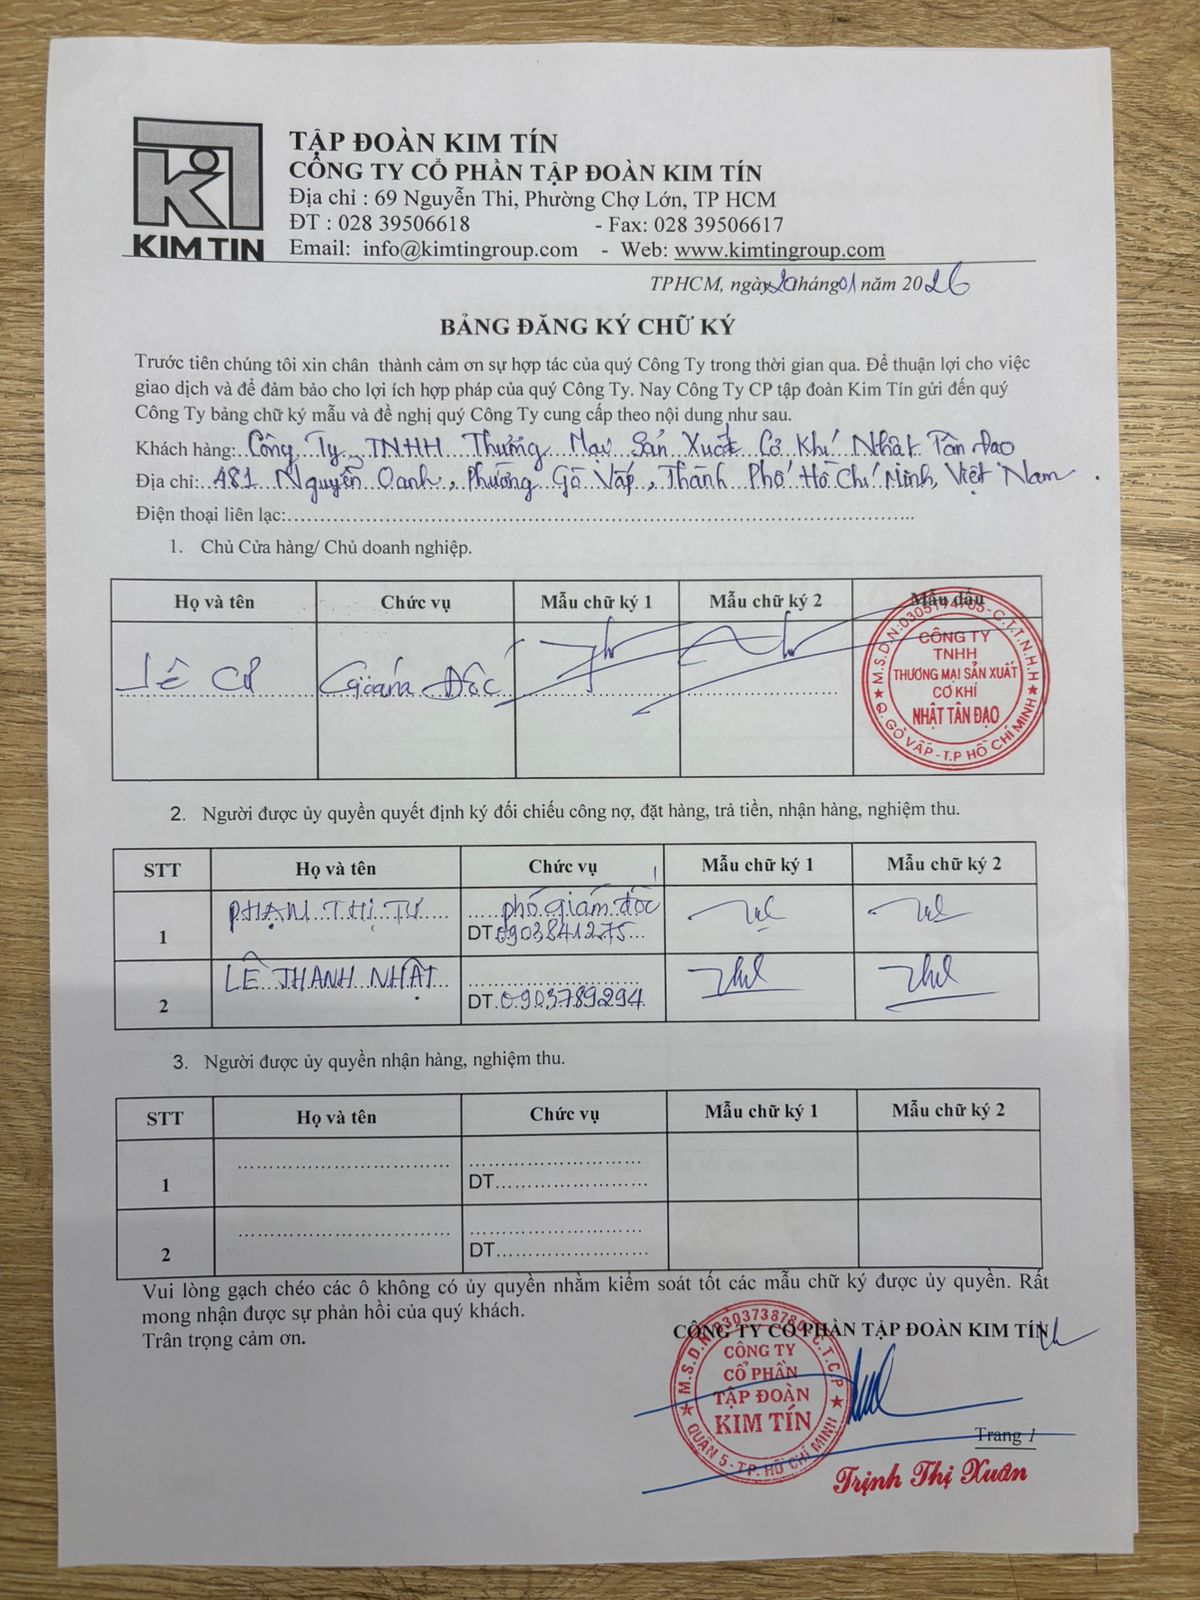 KIM TIN
TẬP ĐOÀN KIM TÍN
CÔNG TY CỔ PHẦN TẬP ĐOÀN KIM TÍN
Địa chỉ : 69 Nguyễn Thi, Phường Chợ Lớn, TP HCM
ĐT : 028 39506618 - Fax: 028 39506617
Email: info@kimtingroup.com - Web: www.kimtingroup.com
TPHCM, ngày 20 tháng 01 năm 2026
BẢNG ĐĂNG KÝ CHỮ KÝ
Trước tiên chúng tôi xin chân thành cảm ơn sự hợp tác của quý Công Ty trong thời gian qua. Để thuận lợi cho việc
giao dịch và để đảm bảo cho lợi ích hợp pháp của quý Công Ty. Nay Công Ty CP tập đoàn Kim Tín gửi đến quý
Công Ty bảng chữ ký mẫu và đề nghị quý Công Ty cung cấp theo nội dung như sau.
Khách hàng: Công Ty TNHH Thương Mại Sản Xuất Cơ Khí Nhật Tân Đạo
Địa chỉ: 481 Nguyễn Oanh, Phường Gò Vấp, Thành Phố Hồ Chí Minh, Việt Nam.
Điện thoại liên lạc:
1. Chủ Cửa hàng/ Chủ doanh nghiệp.
Họ và tên Chức vụ Mẫu chữ ký 1 Mẫu chữ ký 2 Mẫu dấu
Lê Cơ Giám Đốc
M.S.D.N:0305174705-C.T.T.N.H.H
CÔNG TY
TNHH
THƯƠNG MẠI SẢN XUẤT
CƠ KHÍ
NHẬT TÂN ĐẠO
Q. GÒ VẤP - T.P HỒ CHÍ MINH
2. Người được ủy quyền quyết định ký đối chiếu công nợ, đặt hàng, trả tiền, nhận hàng, nghiệm thu.
STT Họ và tên Chức vụ Mẫu chữ ký 1 Mẫu chữ ký 2
1 PHẠM THỊ TƯ phó giám đốc
DT 0903841275
2 LÊ THANH NHẬT
DT 0903789294
3. Người được ủy quyền nhận hàng, nghiệm thu.
STT Họ và tên Chức vụ Mẫu chữ ký 1 Mẫu chữ ký 2
1 DT
2 DT
Vui lòng gạch chéo các ô không có ủy quyền nhằm kiểm soát tốt các mẫu chữ ký được ủy quyền. Rất
mong nhận được sự phản hồi của quý khách.
Trân trọng cảm ơn.
CÔNG TY CỔ PHẦN TẬP ĐOÀN KIM TÍN
M.S.D.N:0303738780-C.T.C.P
CÔNG TY
CỔ PHẦN
TẬP ĐOÀN
KIM TÍN
QUẬN 5 - TP. HỒ CHÍ MINH
Trang 1
Trịnh Thị Xuân